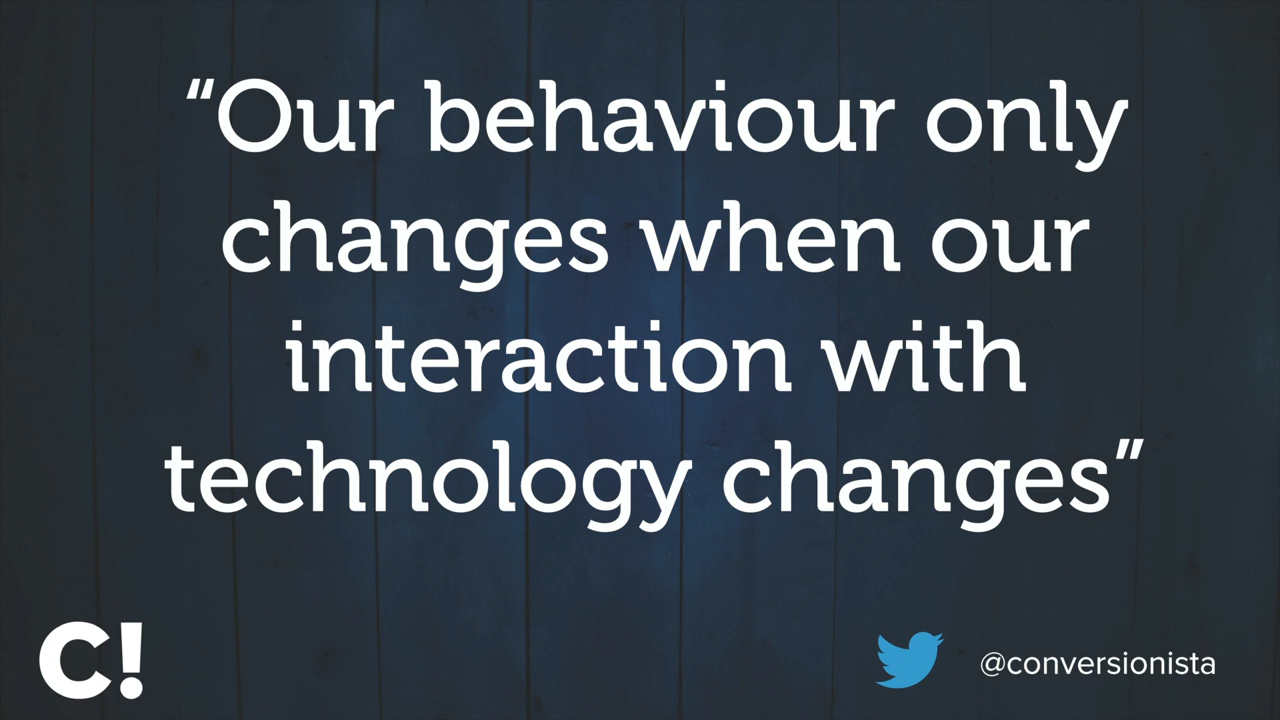 “Our behaviour only
changes when our
interaction with
technology changes”
C!
@conversionista